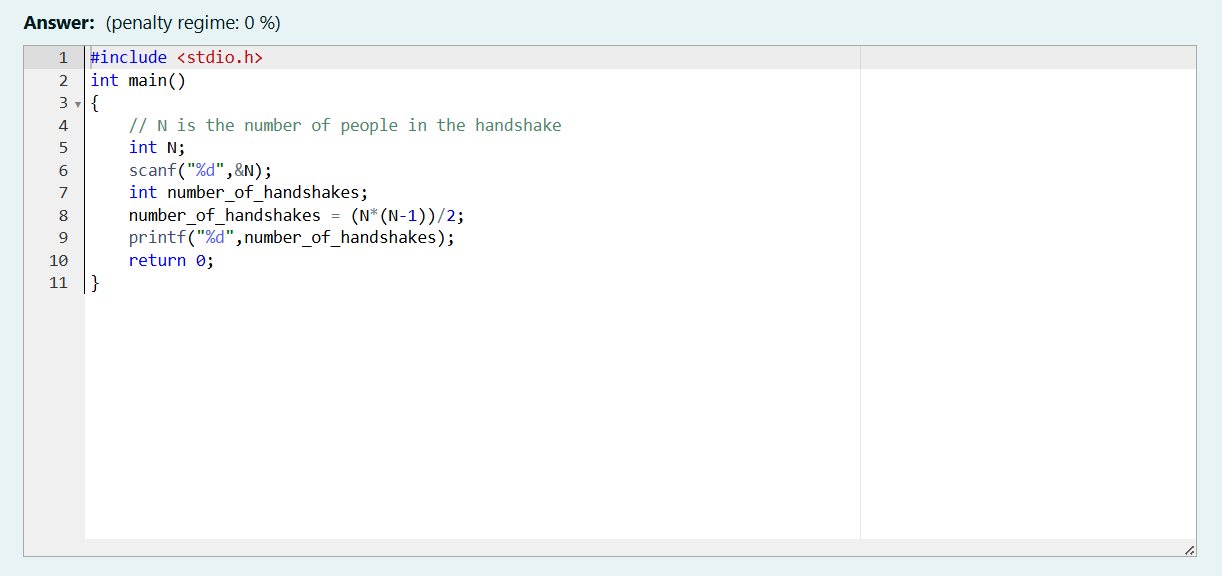 Answer: (penalty regime: 0 %)
1 #include <stdio.h>
2 int main()
3 {
4     // N is the number of people in the handshake
5     int N;
6     scanf("%d",&N);
7     int number_of_handshakes;
8     number_of_handshakes = (N*(N-1))/2;
9     printf("%d",number_of_handshakes);
10     return 0;
11 }